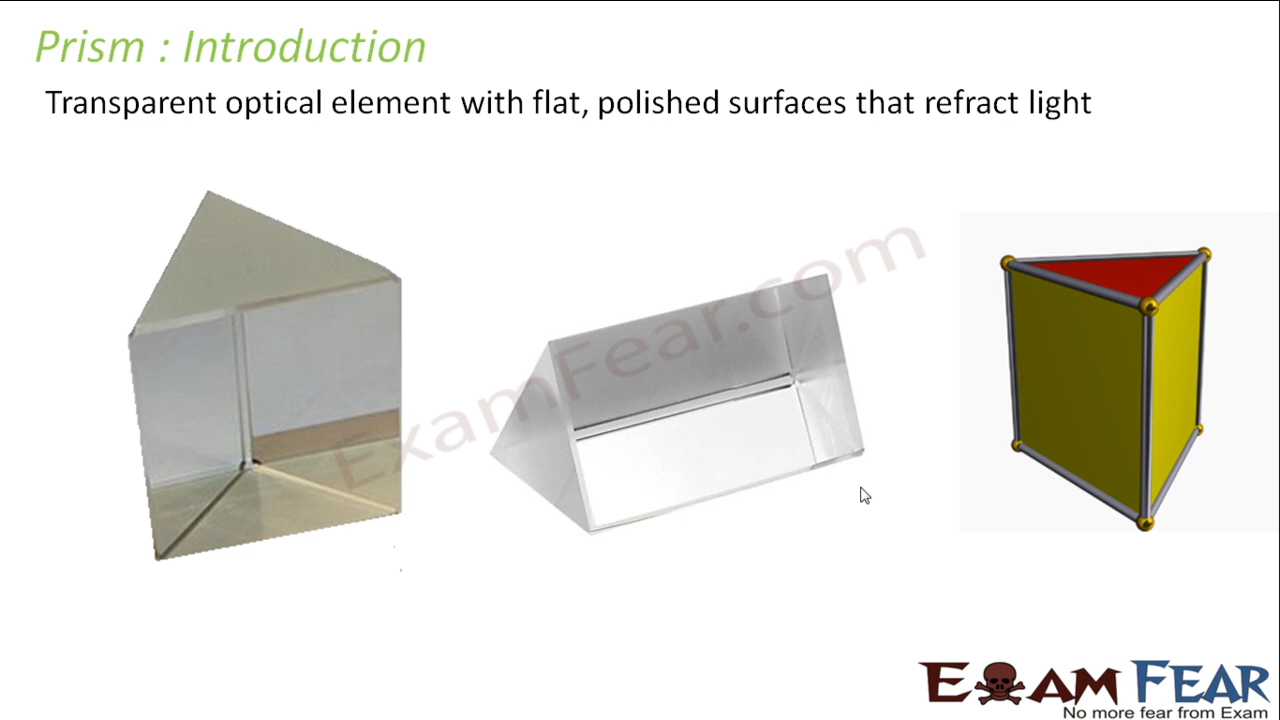 Prism : Introduction
Transparent optical element with flat, polished surfaces that refract light
ExamFear.com
EXAM FEAR
No more fear from Exam